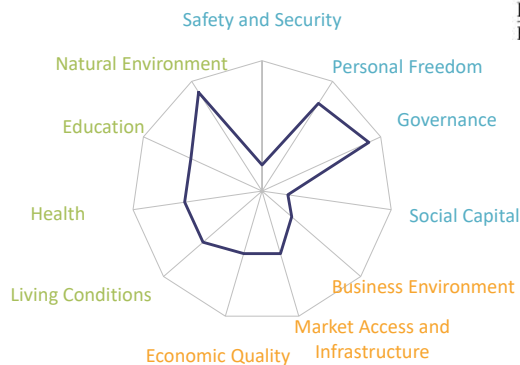 Safety and Security
Natural Environment
Personal Freedom
Education
Governance
Health
Social Capital
Living Conditions
Business Environment
Market Access and
Infrastructure
Economic Quality